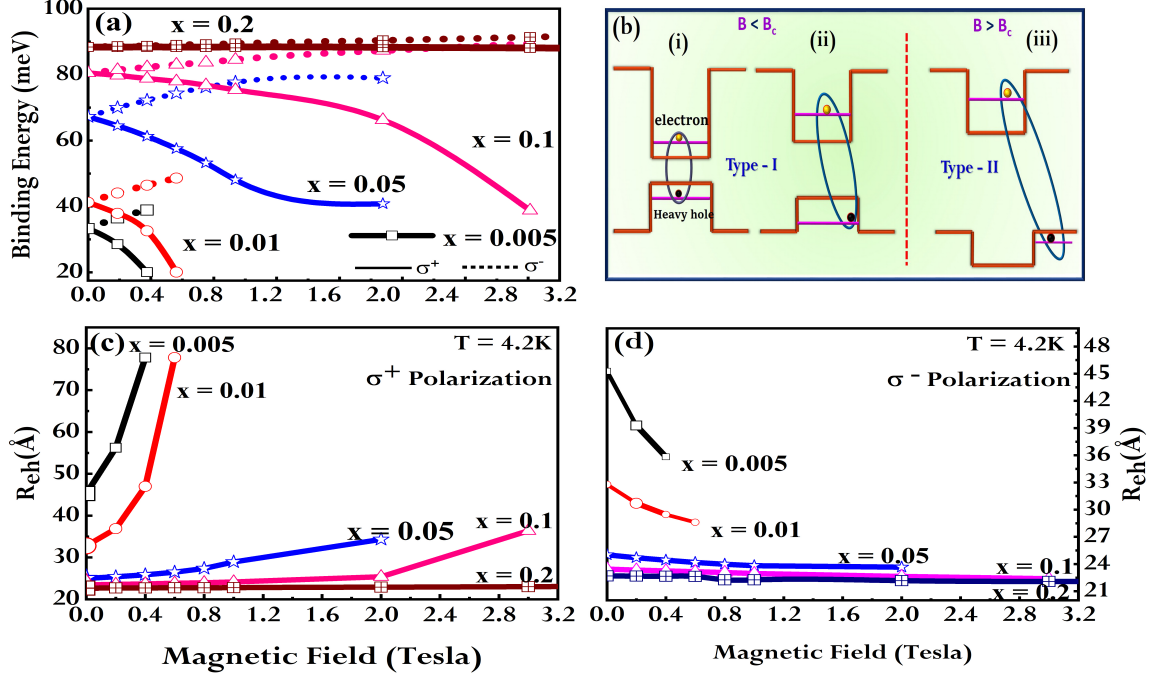 (a)
x = 0.2
x = 0.1
x = 0.05
x = 0.01
x = 0.005
σ+ σ-
Binding Energy (meV)
100
80
60
40
20
0.0 0.4 0.8 1.2 1.6 2.0 2.4 2.8 3.2
(b)
B < Bc
B > Bc
(i)
(ii)
(iii)
electron
Type - I
Type - II
Heavy hole
(c)
x = 0.005
T = 4.2K
σ+ Polarization
x = 0.01
x = 0.05
x = 0.1
x = 0.2
Reh(Å)
80
70
60
50
40
30
20
0.0 0.4 0.8 1.2 1.6 2.0 2.4 2.8 3.2
Magnetic Field (Tesla)
(d)
T = 4.2K
σ- Polarization
x = 0.005
x = 0.01
x = 0.05
x = 0.1
x = 0.2
Reh(Å)
48
45
42
39
36
33
30
27
24
21
0.0 0.4 0.8 1.2 1.6 2.0 2.4 2.8 3.2
Magnetic Field (Tesla)